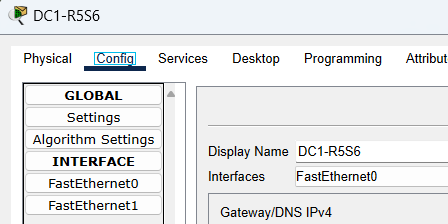 DC1-R5S6
Physical Config Services Desktop Programming Attribut
GLOBAL
Settings
Algorithm Settings
INTERFACE
FastEthernet0
FastEthernet1
Display Name DC1-R5S6
Interfaces FastEthernet0
Gateway/DNS IPv4